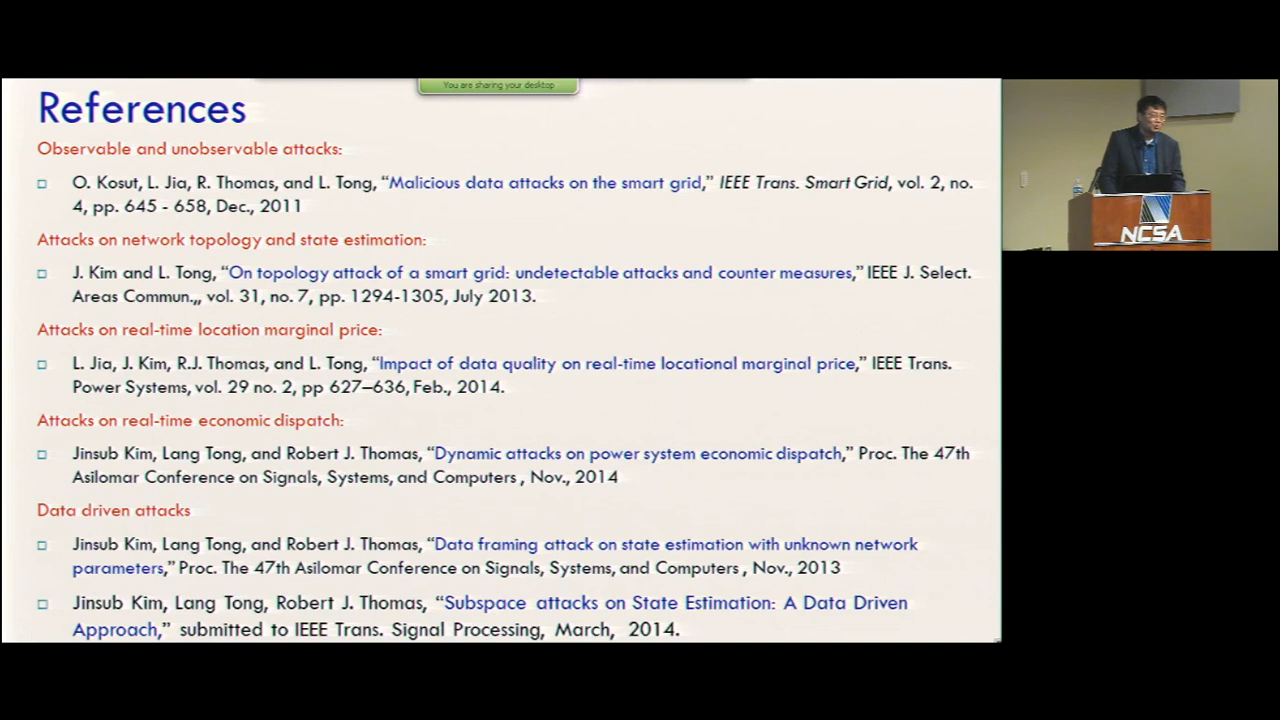 You are sharing your desktop
References
Observable and unobservable attacks:
□ O. Kosut, L. Jia, R. Thomas, and L. Tong, “Malicious data attacks on the smart grid,” IEEE Trans. Smart Grid, vol. 2, no.
4, pp. 645 - 658, Dec., 2011
Attacks on network topology and state estimation:
□ J. Kim and L. Tong, “On topology attack of a smart grid: undetectable attacks and counter measures,” IEEE J. Select.
Areas Commun.,, vol. 31, no. 7, pp. 1294-1305, July 2013.
Attacks on real-time location marginal price:
□ L. Jia, J. Kim, R.J. Thomas, and L. Tong, “Impact of data quality on real-time locational marginal price,” IEEE Trans.
Power Systems, vol. 29 no. 2, pp 627–636, Feb., 2014.
Attacks on real-time economic dispatch:
□ Jinsub Kim, Lang Tong, and Robert J. Thomas, “Dynamic attacks on power system economic dispatch,” Proc. The 47th
Asilomar Conference on Signals, Systems, and Computers , Nov., 2014
Data driven attacks
□ Jinsub Kim, Lang Tong, and Robert J. Thomas, “Data framing attack on state estimation with unknown network
parameters,” Proc. The 47th Asilomar Conference on Signals, Systems, and Computers , Nov., 2013
□ Jinsub Kim, Lang Tong, Robert J. Thomas, “Subspace attacks on State Estimation: A Data Driven
Approach,” submitted to IEEE Trans. Signal Processing, March, 2014.
NCSA